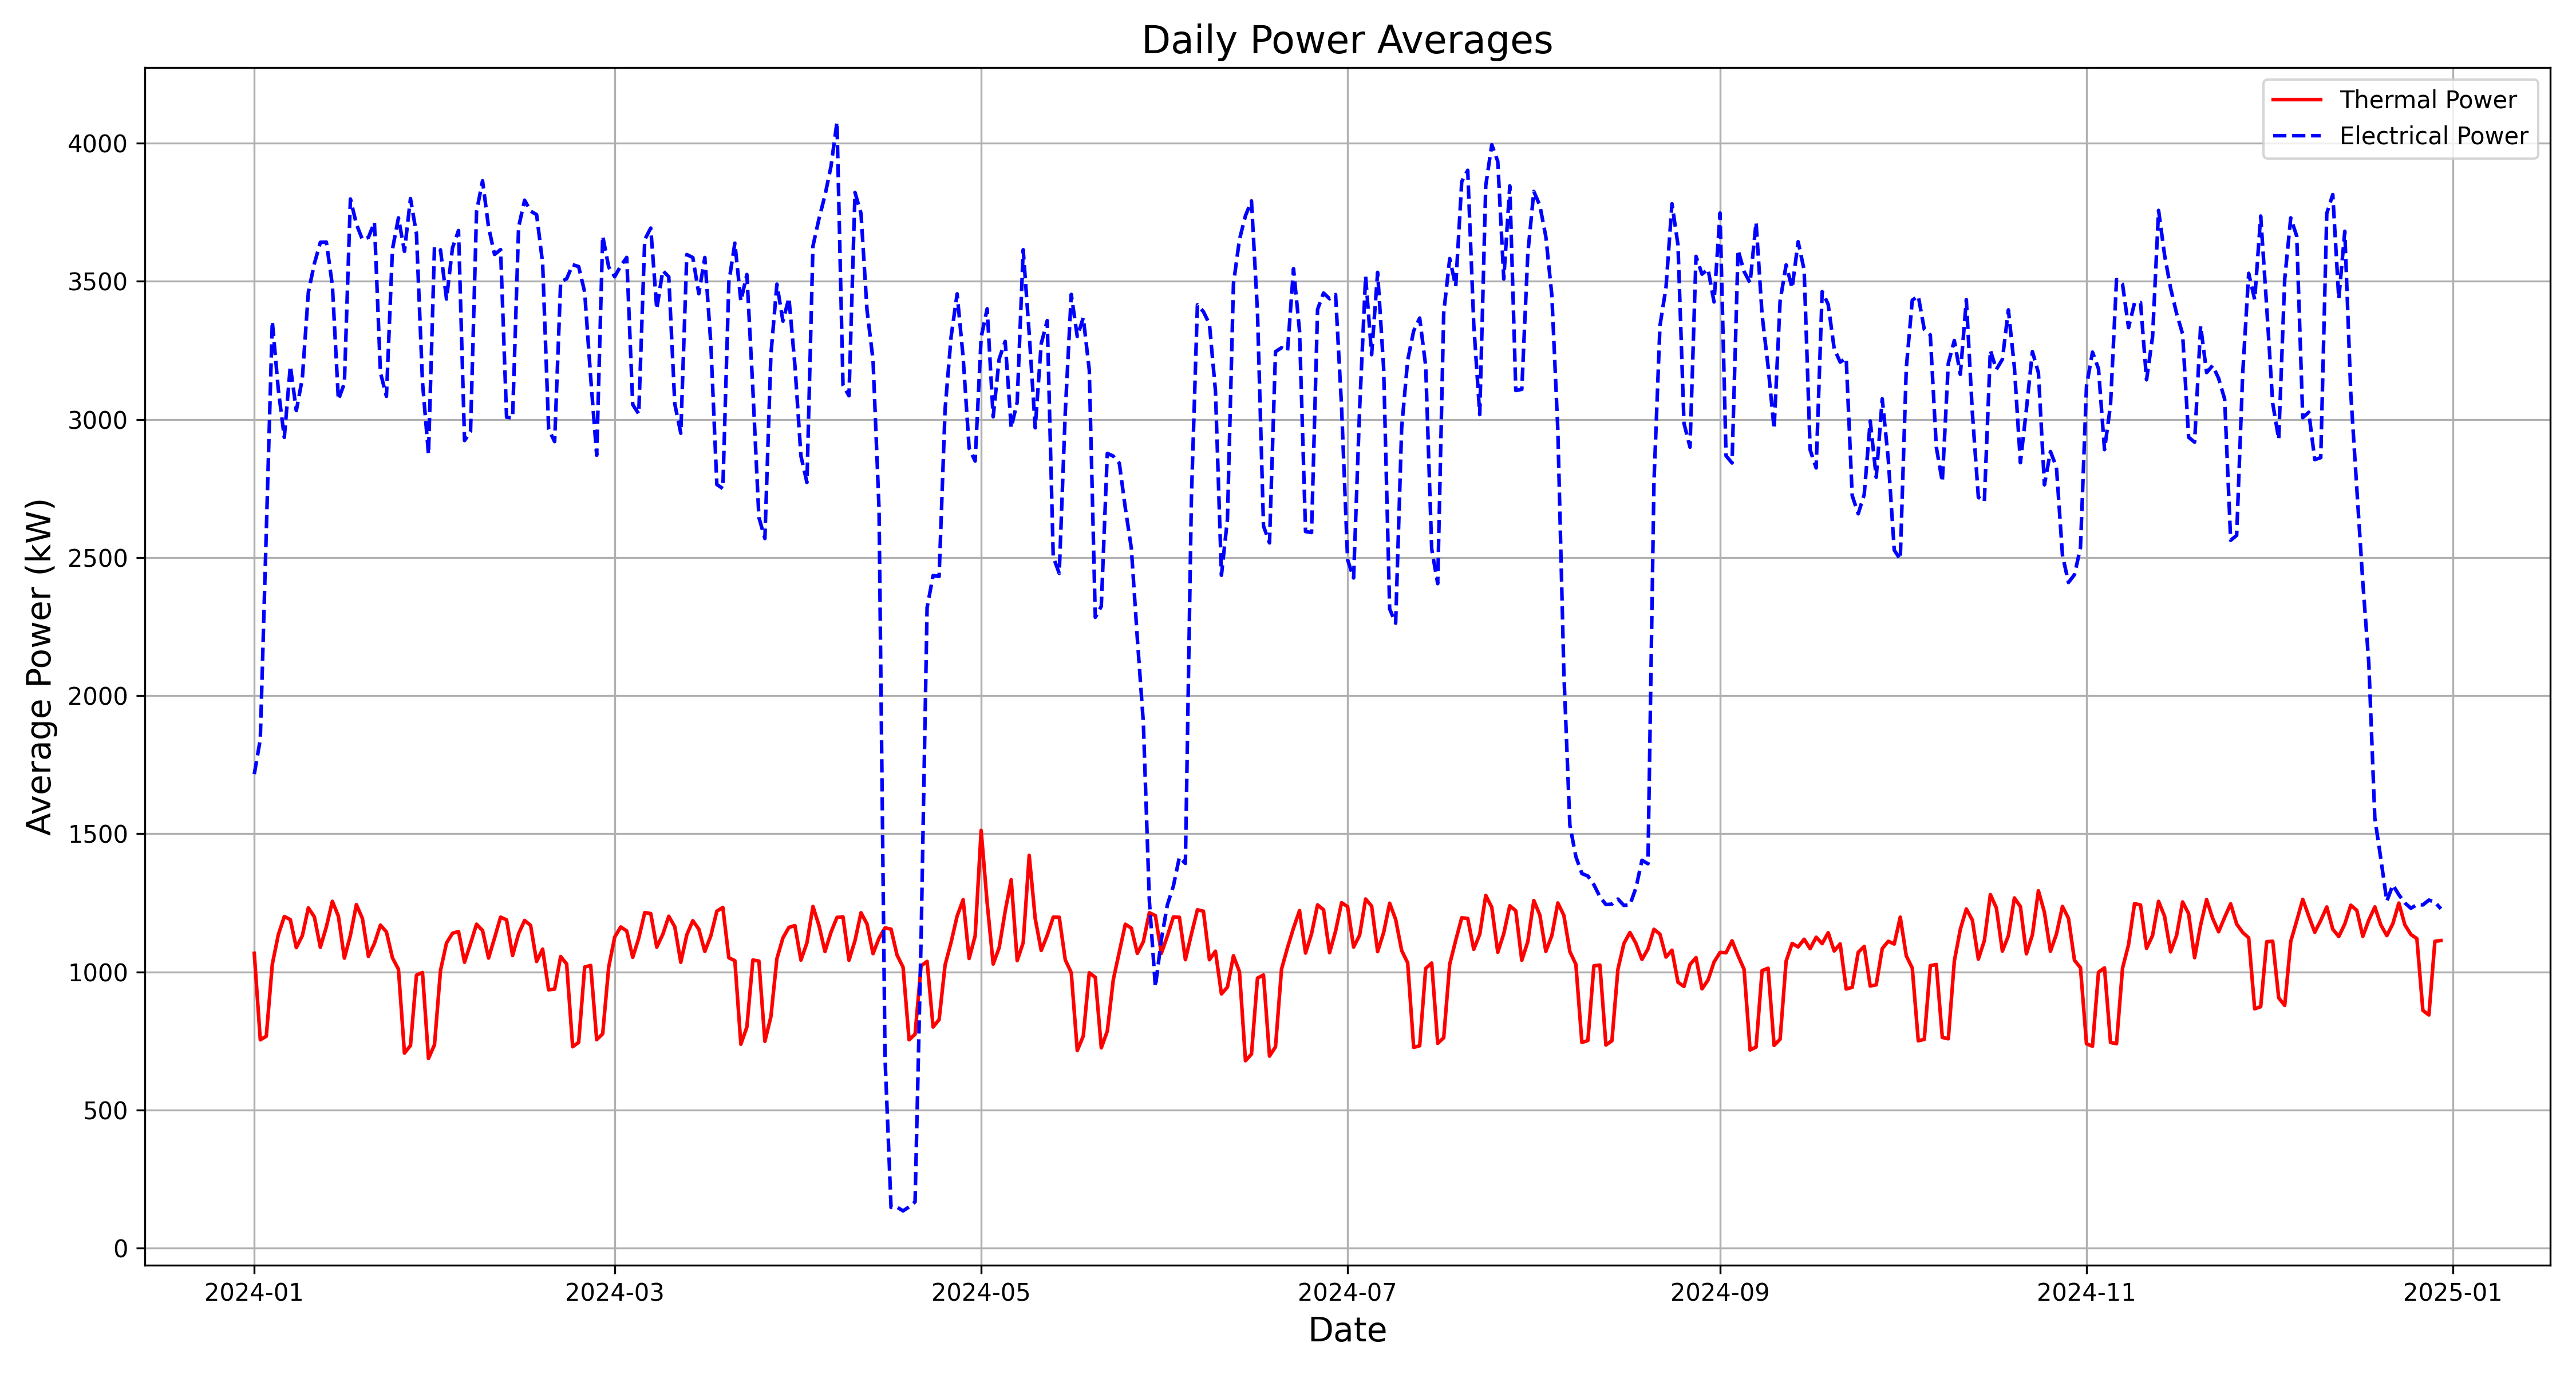 Daily Power Averages
Thermal Power
Electrical Power
Average Power (kW)
4000
3500
3000
2500
2000
1500
1000
500
0
2024-01 2024-03 2024-05 2024-07 2024-09 2024-11 2025-01
Date